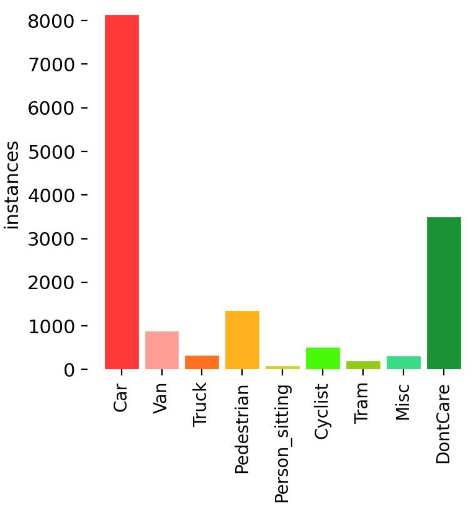 8000
7000
6000
5000
4000
3000
2000
1000
0
instances
Car
Van
Truck
Pedestrian
Person_sitting
Cyclist
Tram
Misc
DontCare